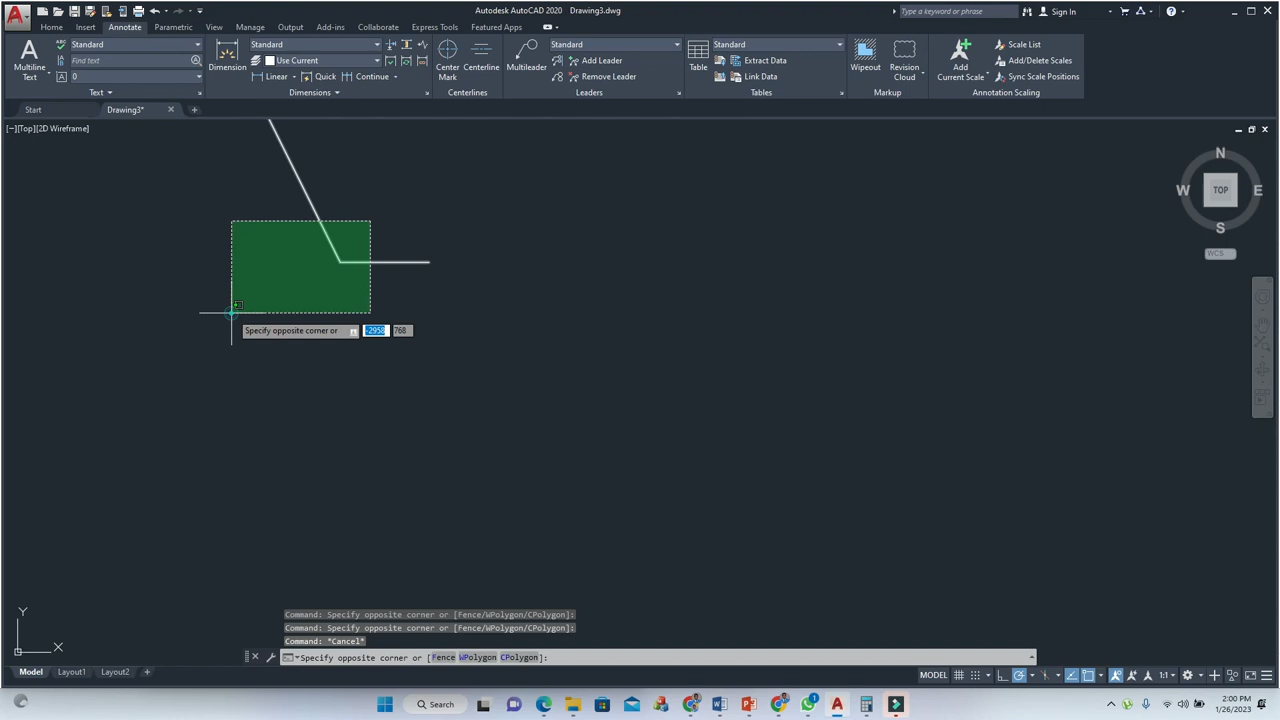 Autodesk AutoCAD 2020 Drawing3.dwg
Type a keyword or phrase
Sign In
Home Insert Annotate Parametric View Manage Output Add-ins Collaborate Express Tools Featured Apps
Multiline
Text
Standard
Find text
0
Text
Dimension
Standard
Use Current
Linear
Quick
Continue
Dimensions
Center
Mark
Centerline
Centerlines
Multileader
Standard
Add Leader
Remove Leader
Leaders
Table
Standard
Extract Data
Link Data
Tables
Wipeout
Revision
Cloud
Markup
Add
Current Scale
Scale List
Add/Delete Scales
Sync Scale Positions
Annotation Scaling
Start Drawing3*
[−][Top][2D Wireframe]
N
W TOP E
S
WCS
Specify opposite corner or -2958 768
Y
X
Command: Specify opposite corner or [Fence/WPolygon/CPolygon]:
Command: Specify opposite corner or [Fence/WPolygon/CPolygon]:
Command: *Cancel*
Specify opposite corner or [Fence WPolygon CPolygon]:
Model Layout1 Layout2
MODEL
1:1
Search
1
2:00 PM
1/26/2023